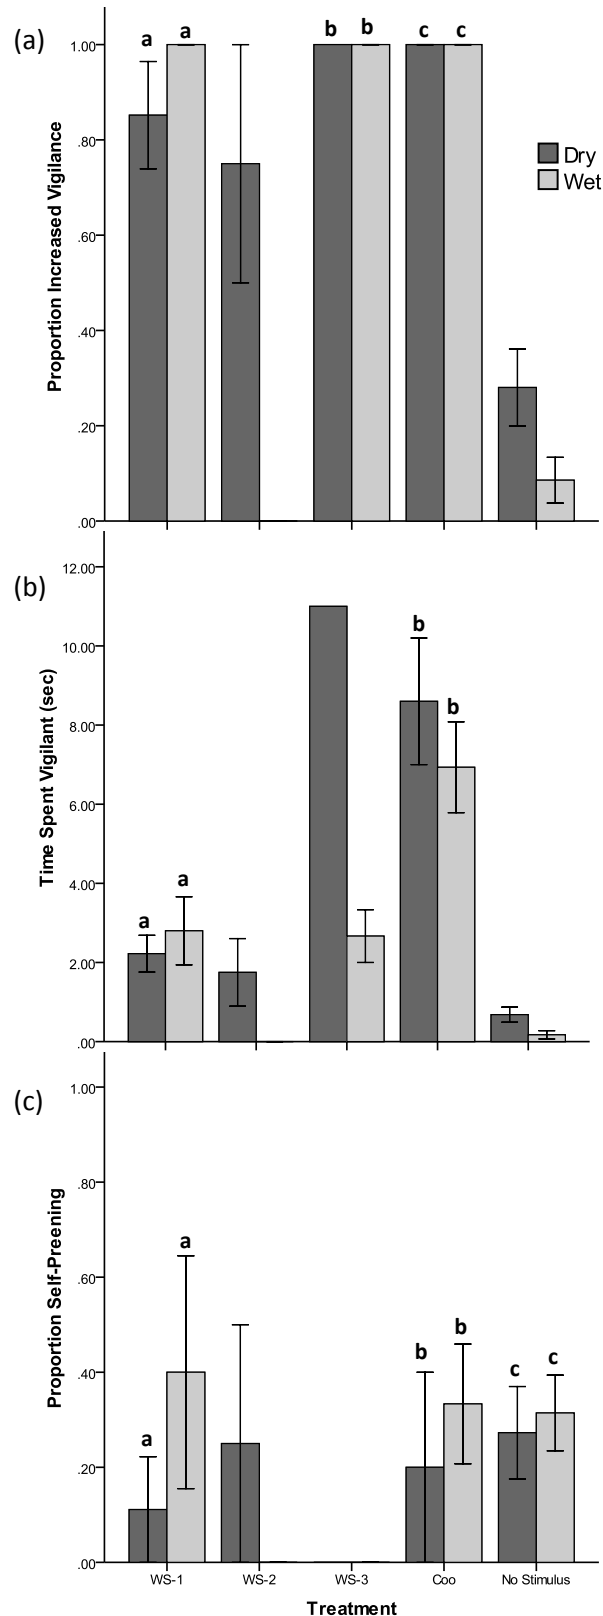 (a)
a a b b c c
1.00
.80
.60
.40
.20
.00
Proportion Increased Vigilance
Dry
Wet
(b)
12.00
10.00
8.00
6.00
4.00
2.00
.00
Time Spent Vigilant (sec)
a a b b
(c)
1.00
.80
.60
.40
.20
.00
Proportion Self-Preening
a a b b c c
WS-1 WS-2 WS-3 Coo No Stimulus
Treatment